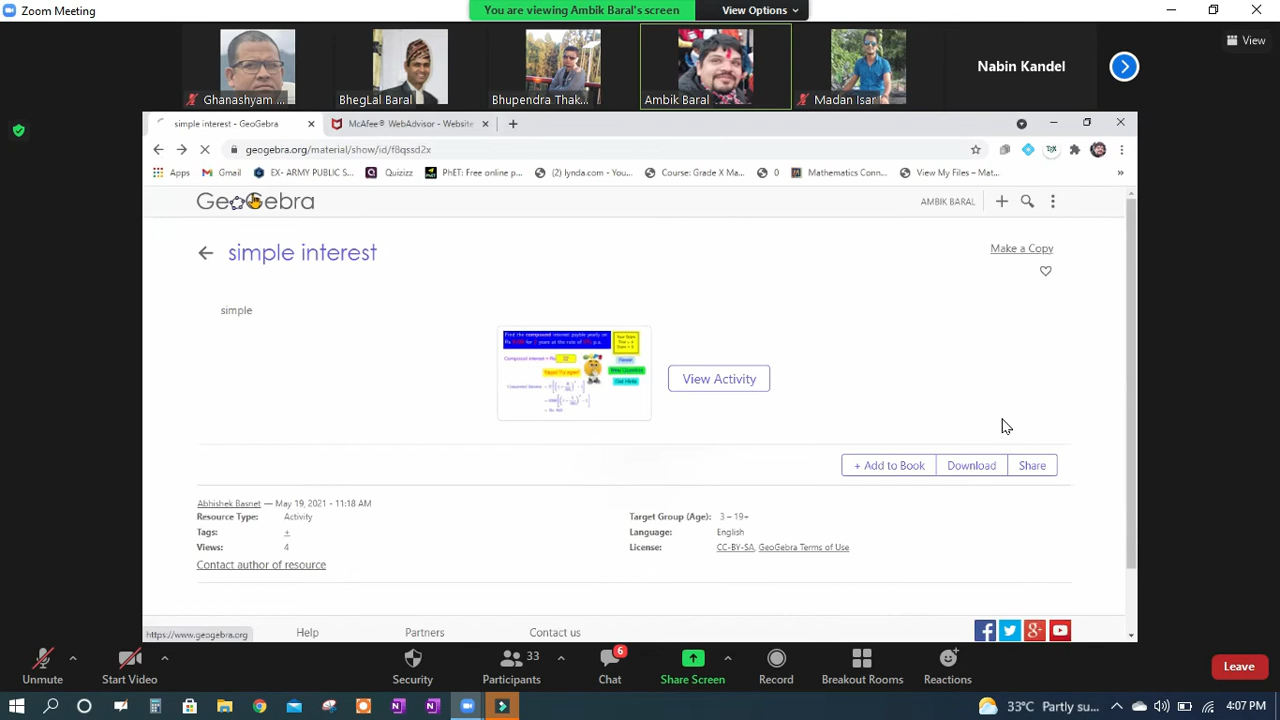 Zoom Meeting
You are viewing Ambik Baral's screen
View Options
View
Ghanashyam ...
BhegLal Baral
Bhupendra Thak...
Ambik Baral
Madan Isar
Nabin Kandel
simple interest - GeoGebra
McAfee® WebAdvisor - Website
geogebra.org/material/show/id/f8qssd2x
Apps
Gmail
EX- ARMY PUBLIC S...
Quizizz
PhET: Free online p...
(2) lynda.com - You...
Course: Grade X Ma...
0
Mathematics Conn...
View My Files – Mat...
GeoGebra
AMBIK BARAL
simple interest
Make a Copy
simple
Find the compound interest payable yearly on
View Activity
+ Add to Book
Download
Share
Abhishek Basnet — May 19, 2021 - 11:18 AM
Resource Type: Activity
Tags: +
Views: 4
Contact author of resource
Target Group (Age): 3 – 19+
Language: English
License: CC-BY-SA, GeoGebra Terms of Use
https://www.geogebra.org
Help
Partners
Contact us
Unmute
Start Video
Security
Participants
33
Chat
6
Share Screen
Record
Breakout Rooms
Reactions
Leave
33°C Partly su...
4:07 PM